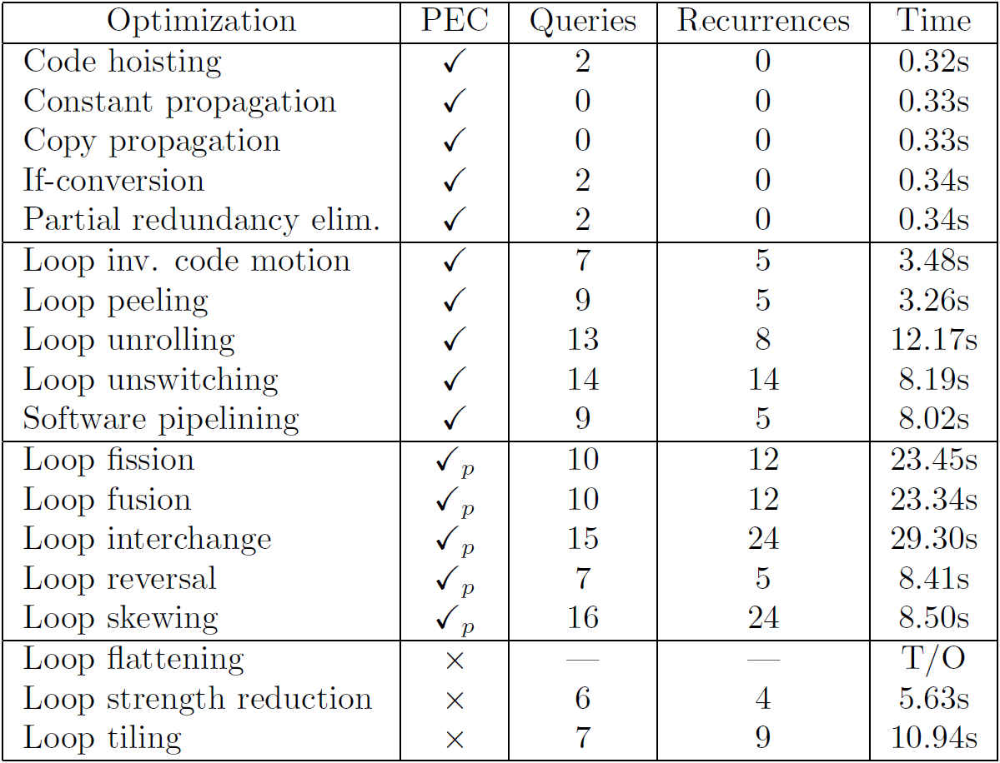 Optimization PEC Queries Recurrences Time
Code hoisting ✓ 2 0 0.32s
Constant propagation ✓ 0 0 0.33s
Copy propagation ✓ 0 0 0.33s
If-conversion ✓ 2 0 0.34s
Partial redundancy elim. ✓ 2 0 0.34s
Loop inv. code motion ✓ 7 5 3.48s
Loop peeling ✓ 9 5 3.26s
Loop unrolling ✓ 13 8 12.17s
Loop unswitching ✓ 14 14 8.19s
Software pipelining ✓ 9 5 8.02s
Loop fission ✓p 10 12 23.45s
Loop fusion ✓p 10 12 23.34s
Loop interchange ✓p 15 24 29.30s
Loop reversal ✓p 7 5 8.41s
Loop skewing ✓p 16 24 8.50s
Loop flattening × — — T/O
Loop strength reduction × 6 4 5.63s
Loop tiling × 7 9 10.94s